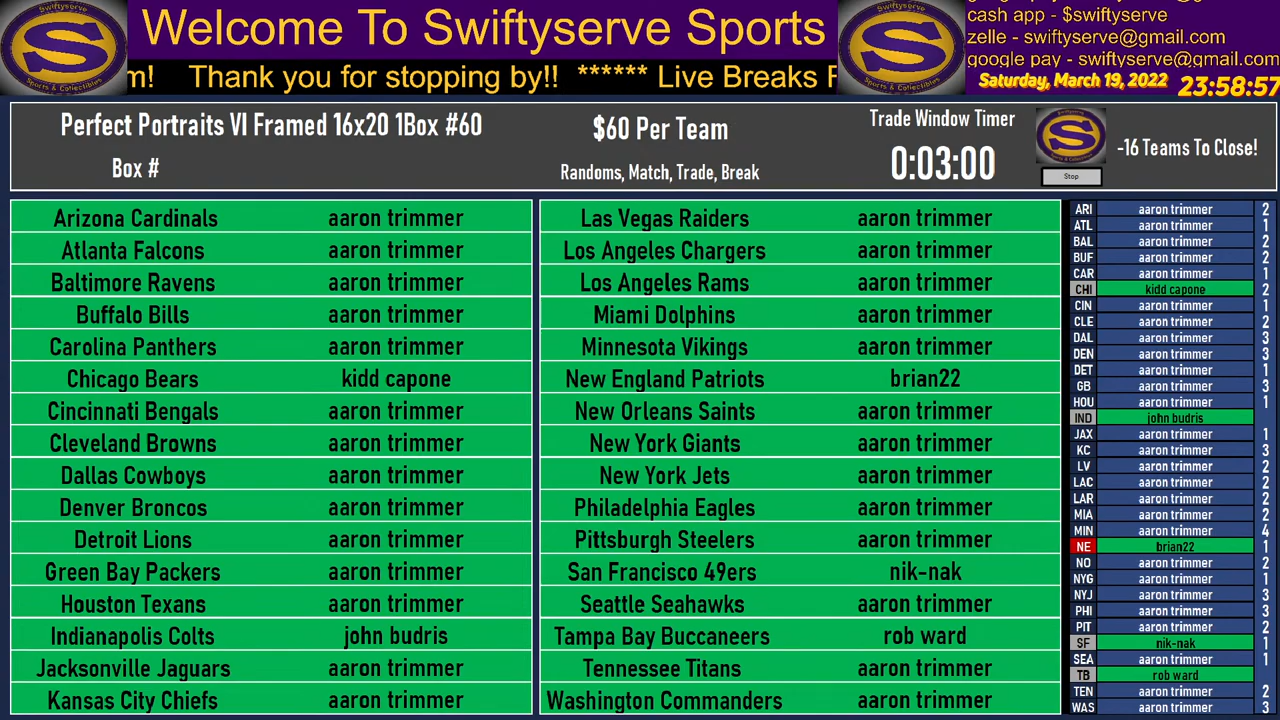 Welcome To Swiftyserve Sports
cash app - $swiftyserve
zelle - swiftyserve@gmail.com
google pay - swiftyserve@gmail.com
m! Thank you for stopping by!! ****** Live Breaks F
Saturday, March 19, 2022 23:58:57
Perfect Portraits VI Framed 16x20 1Box #60
Box #
$60 Per Team
Randoms, Match, Trade, Break
Trade Window Timer
0:03:00
Stop
-16 Teams To Close!
Arizona Cardinals aaron trimmer
Atlanta Falcons aaron trimmer
Baltimore Ravens aaron trimmer
Buffalo Bills aaron trimmer
Carolina Panthers aaron trimmer
Chicago Bears kidd capone
Cincinnati Bengals aaron trimmer
Cleveland Browns aaron trimmer
Dallas Cowboys aaron trimmer
Denver Broncos aaron trimmer
Detroit Lions aaron trimmer
Green Bay Packers aaron trimmer
Houston Texans aaron trimmer
Indianapolis Colts john budris
Jacksonville Jaguars aaron trimmer
Kansas City Chiefs aaron trimmer
Las Vegas Raiders aaron trimmer
Los Angeles Chargers aaron trimmer
Los Angeles Rams aaron trimmer
Miami Dolphins aaron trimmer
Minnesota Vikings aaron trimmer
New England Patriots brian22
New Orleans Saints aaron trimmer
New York Giants aaron trimmer
New York Jets aaron trimmer
Philadelphia Eagles aaron trimmer
Pittsburgh Steelers aaron trimmer
San Francisco 49ers nik-nak
Seattle Seahawks aaron trimmer
Tampa Bay Buccaneers rob ward
Tennessee Titans aaron trimmer
Washington Commanders aaron trimmer
ARI aaron trimmer 2
ATL aaron trimmer 1
BAL aaron trimmer 2
BUF aaron trimmer 2
CAR aaron trimmer 1
CHI kidd capone 2
CIN aaron trimmer 1
CLE aaron trimmer 2
DAL aaron trimmer 3
DEN aaron trimmer 3
DET aaron trimmer 1
GB aaron trimmer 3
HOU aaron trimmer 1
IND john budris
JAX aaron trimmer 1
KC aaron trimmer 3
LV aaron trimmer 2
LAC aaron trimmer 2
LAR aaron trimmer 2
MIA aaron trimmer 2
MIN aaron trimmer 4
NE brian22 1
NO aaron trimmer 2
NYG aaron trimmer 1
NYJ aaron trimmer 3
PHI aaron trimmer 3
PIT aaron trimmer 2
SF nik-nak 1
SEA aaron trimmer 1
TB rob ward
TEN aaron trimmer 2
WAS aaron trimmer 3